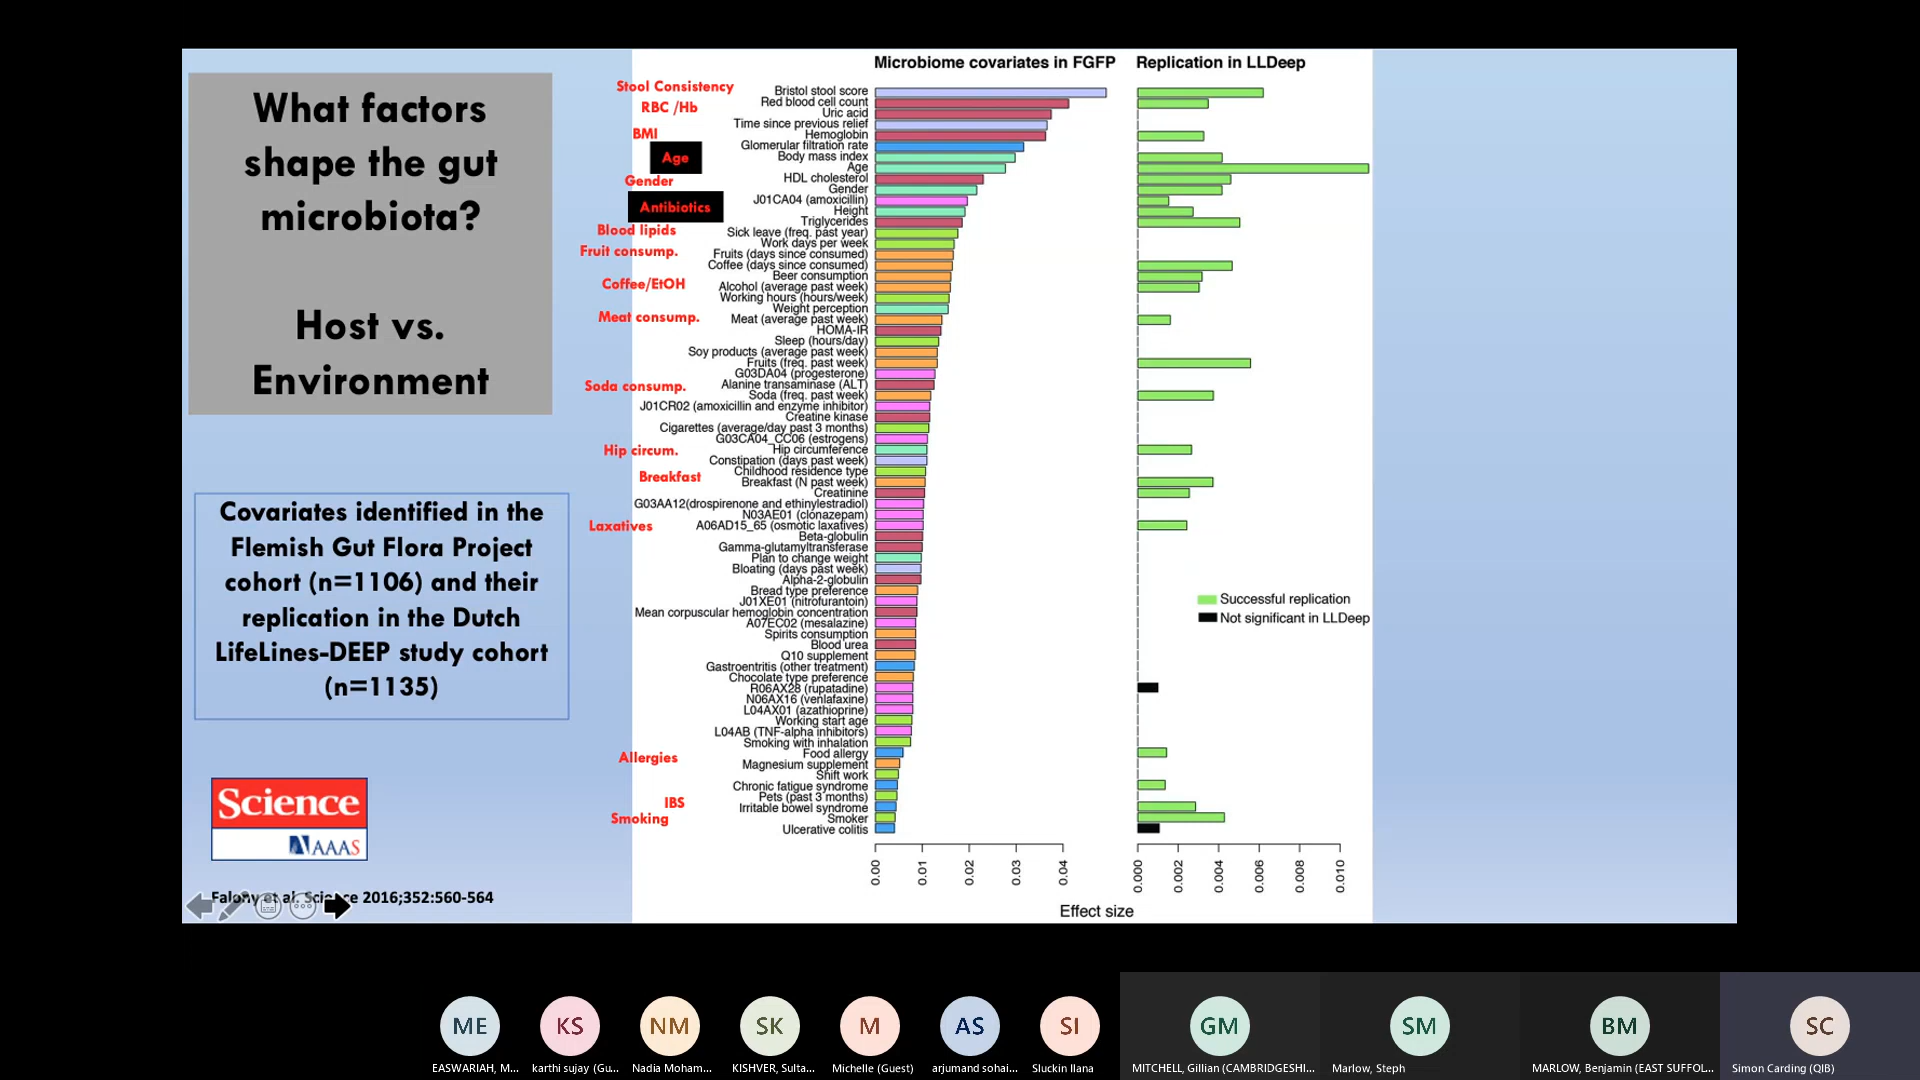 What factors
shape the gut
microbiota?
Host vs.
Environment
Covariates identified in the
Flemish Gut Flora Project
cohort (n=1106) and their
replication in the Dutch
LifeLines-DEEP study cohort
(n=1135)
Science
AAAS
Falony et al. Science 2016;352:560-564
Stool Consistency
RBC /Hb
BMI
Age
Gender
Antibiotics
Blood lipids
Fruit consump.
Coffee/EtOH
Meat consump.
Soda consump.
Hip circum.
Breakfast
Laxatives
Allergies
IBS
Smoking
Microbiome covariates in FGFP
Replication in LLDeep
Bristol stool score
Red blood cell count
Uric acid
Time since previous relief
Hemoglobin
Glomerular filtration rate
Body mass index
Age
HDL cholesterol
Gender
J01CA04 (amoxicillin)
Height
Triglycerides
Sick leave (freq. past year)
Work days per week
Fruits (days since consumed)
Coffee (days since consumed)
Beer consumption
Alcohol (average past week)
Working hours (hours/week)
Weight perception
Meat (average past week)
HOMA-IR
Sleep (hours/day)
Soy products (average past week)
Fruits (freq. past week)
G03DA04 (progesterone)
Alanine transaminase (ALT)
Soda (freq. past week)
J01CR02 (amoxicillin and enzyme inhibitor)
Creatine kinase
Cigarettes (average/day past 3 months)
G03CA04_CC06 (estrogens)
Hip circumference
Constipation (days past week)
Childhood residence type
Breakfast (N past week)
Creatinine
G03AA12(drospirenone and ethinylestradiol)
N03AE01 (clonazepam)
A06AD15_65 (osmotic laxatives)
Beta-globulin
Gamma-glutamyltransferase
Plan to change weight
Bloating (days past week)
Alpha-2-globulin
Bread type preference
J01XE01 (nitrofurantoin)
Mean corpuscular hemoglobin concentration
A07EC02 (mesalazine)
Spirits consumption
Blood urea
Q10 supplement
Gastroentritis (other treatment)
Chocolate type preference
R06AX28 (rupatadine)
N06AX16 (venlafaxine)
L04AX01 (azathioprine)
Working start age
L04AB (TNF-alpha inhibitors)
Smoking with inhalation
Food allergy
Magnesium supplement
Shift work
Chronic fatigue syndrome
Pets (past 3 months)
Irritable bowel syndrome
Smoker
Ulcerative colitis
Successful replication
Not significant in LLDeep
0.00 0.01 0.02 0.03 0.04
0.000 0.002 0.004 0.006 0.008 0.010
Effect size
ME KS NM SK M AS SI GM SM BM SC
EASWARIAH, M... karthi sujay (Gu... Nadia Moham... KISHVER, Sulta... Michelle (Guest) arjumand sohai... Sluckin Ilana MITCHELL, Gillian (CAMBRIDGESHI... Marlow, Steph MARLOW, Benjamin (EAST SUFFOL... Simon Carding (QIB)